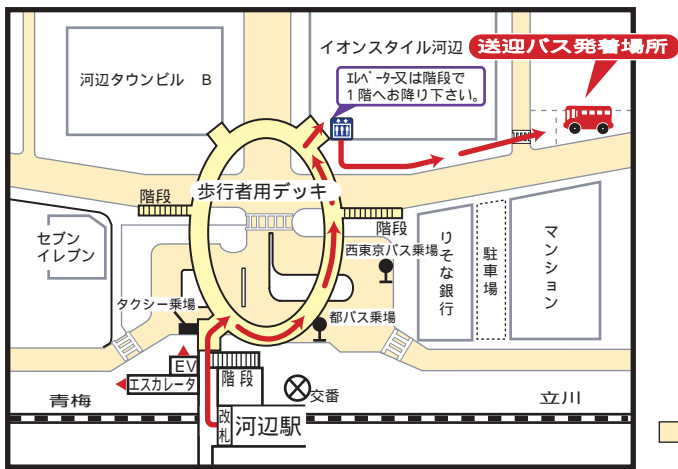 イオンスタイル河辺
送迎バス発着場所
河辺タウンビル B
ｴﾚﾍﾞｰﾀｰ又は階段で
１階へお降り下さい。
歩行者用デッキ
階段
階段
セブン
イレブン
西東京バス乗場
りそな銀行
駐車場
マンション
タクシー乗場
都バス乗場
EV
エスカレータ
階段
交番
青梅
立川
改札
河辺駅